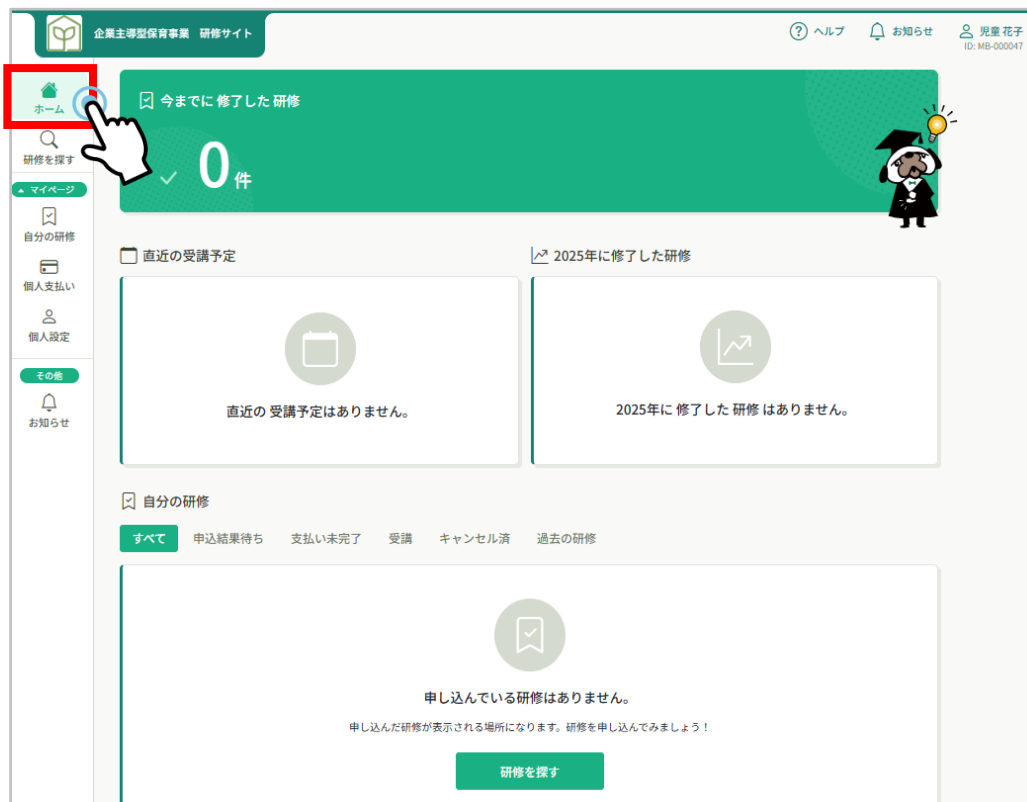 企業主導型保育事業 研修サイト
ヘルプ
お知らせ
児童 花子
ID: MB-000047
ホーム
研修を探す
マイページ
自分の研修
個人支払い
個人設定
その他
お知らせ
今までに 修了した 研修
0件
直近の受講予定
直近の 受講予定はありません。
2025年に修了した研修
2025年に 修了した 研修 はありません。
自分の研修
すべて 申込結果待ち 支払い未完了 受講 キャンセル済 過去の研修
申し込んでいる研修はありません。
申し込んだ研修が表示される場所になります。研修を申し込んでみましょう！
研修を探す